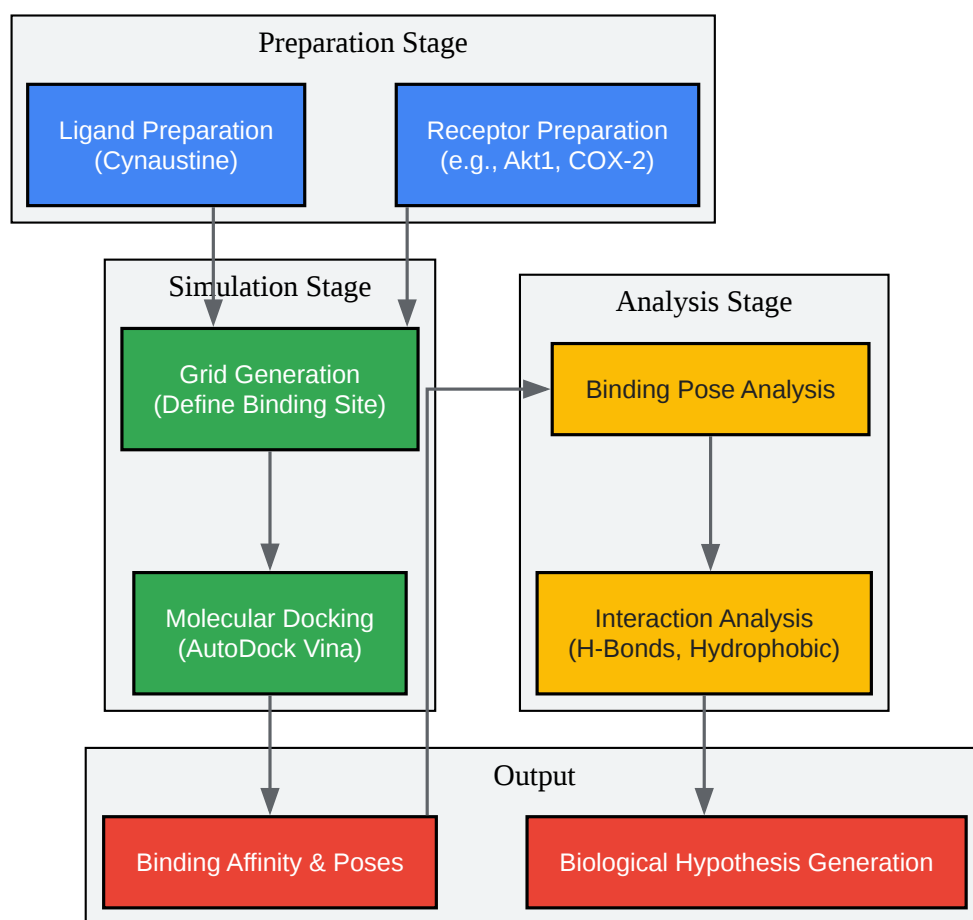 Preparation Stage
Ligand Preparation
(Cynaustine)
Receptor Preparation
(e.g., Akt1, COX-2)
Simulation Stage
Grid Generation
(Define Binding Site)
Molecular Docking
(AutoDock Vina)
Analysis Stage
Binding Pose Analysis
Interaction Analysis
(H-Bonds, Hydrophobic)
Output
Binding Affinity & Poses
Biological Hypothesis Generation